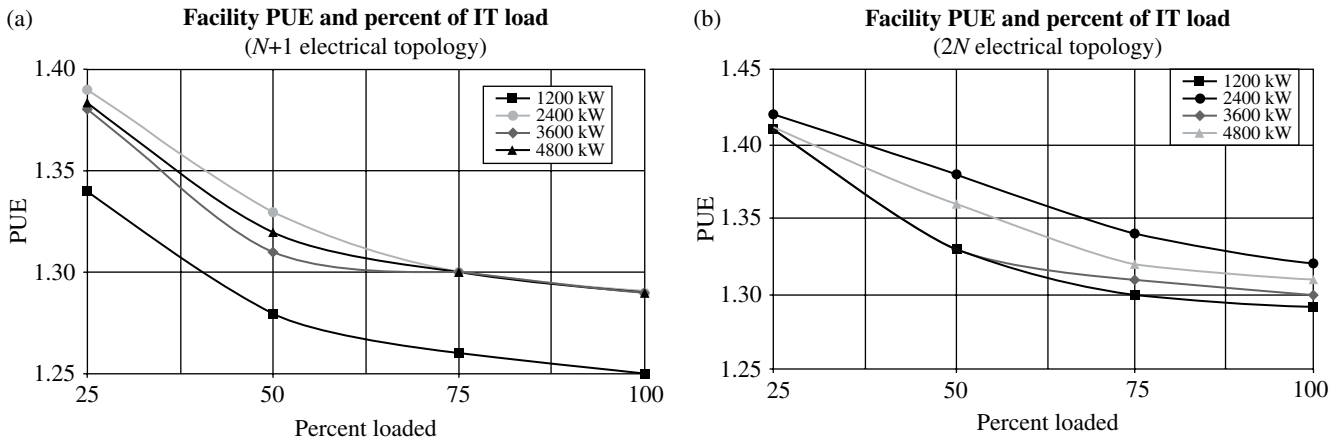 (a)
Facility PUE and percent of IT load
(N+1 electrical topology)
1.40
1.35
1.30
1.25
PUE
1200 kW
2400 kW
3600 kW
4800 kW
25
50
75
100
Percent loaded
(b)
Facility PUE and percent of IT load
(2N electrical topology)
1.45
1.40
1.35
1.30
1.25
PUE
1200 kW
2400 kW
3600 kW
4800 kW
25
50
75
100
Percent loaded